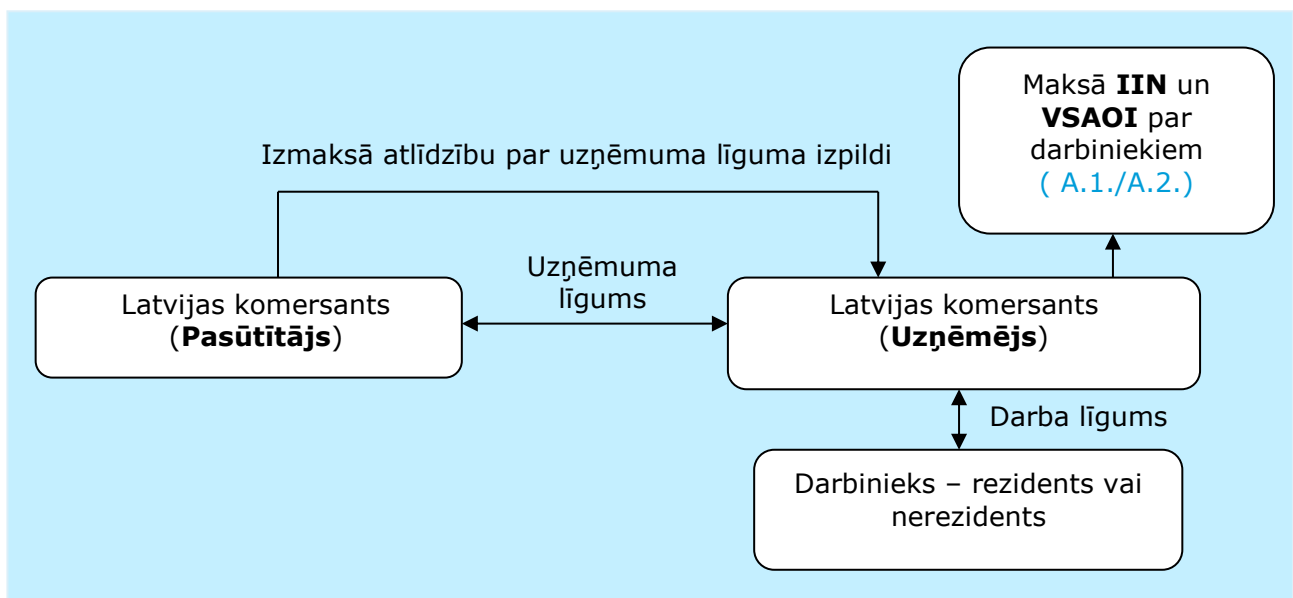 Maksā IIN un
VSAOI par
darbiniekiem
( A.1./A.2.)
Izmaksā atlīdzību par uzņēmuma līguma izpildi
Uzņēmuma
līgums
Latvijas komersants
(Pasūtītājs)
Latvijas komersants
(Uzņēmējs)
Darba līgums
Darbinieks – rezidents vai
nerezidents